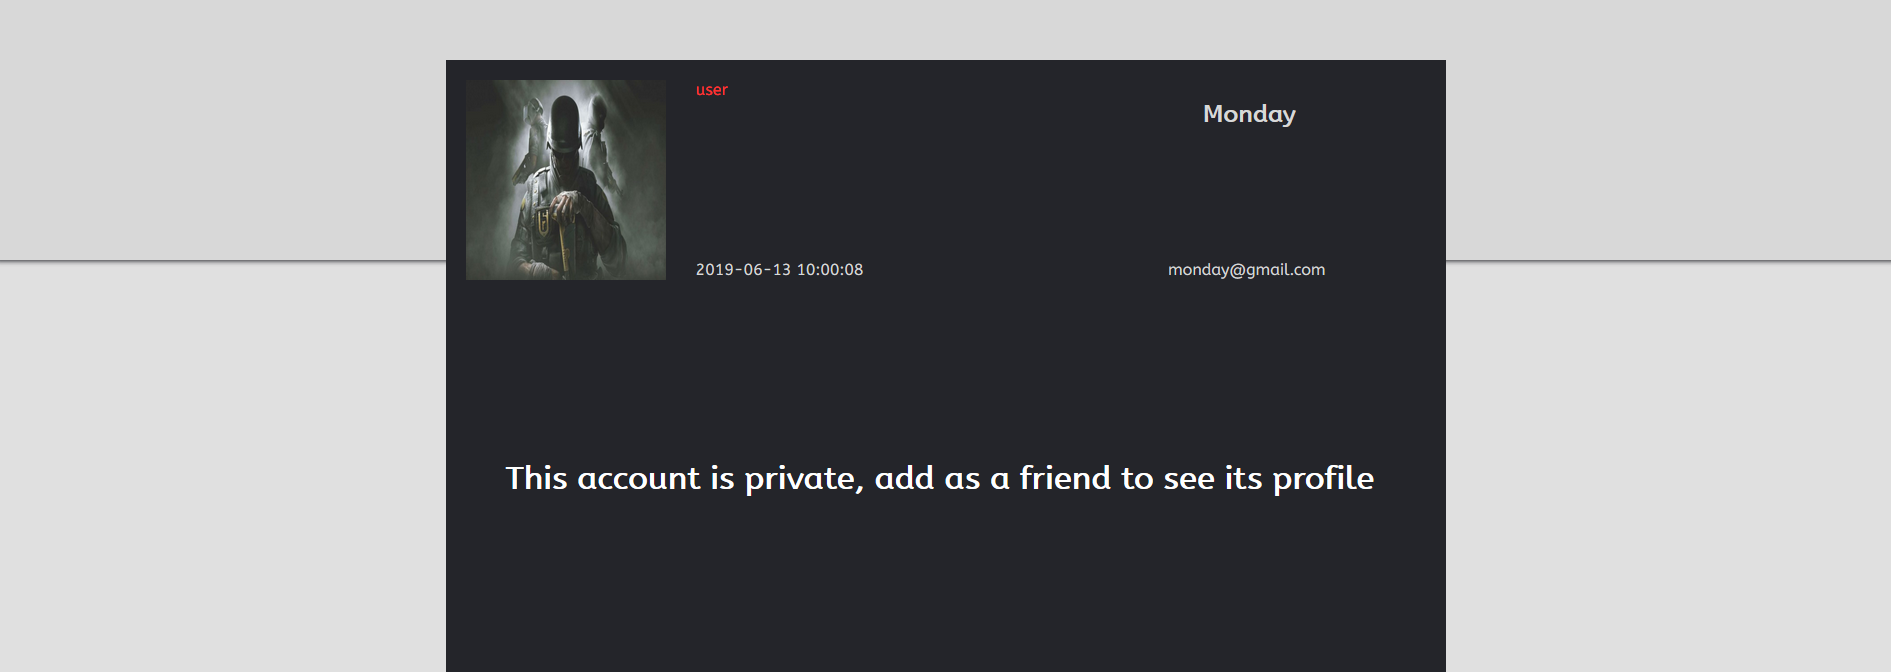 user
Monday
2019-06-13 10:00:08
monday@gmail.com
This account is private, add as a friend to see its profile